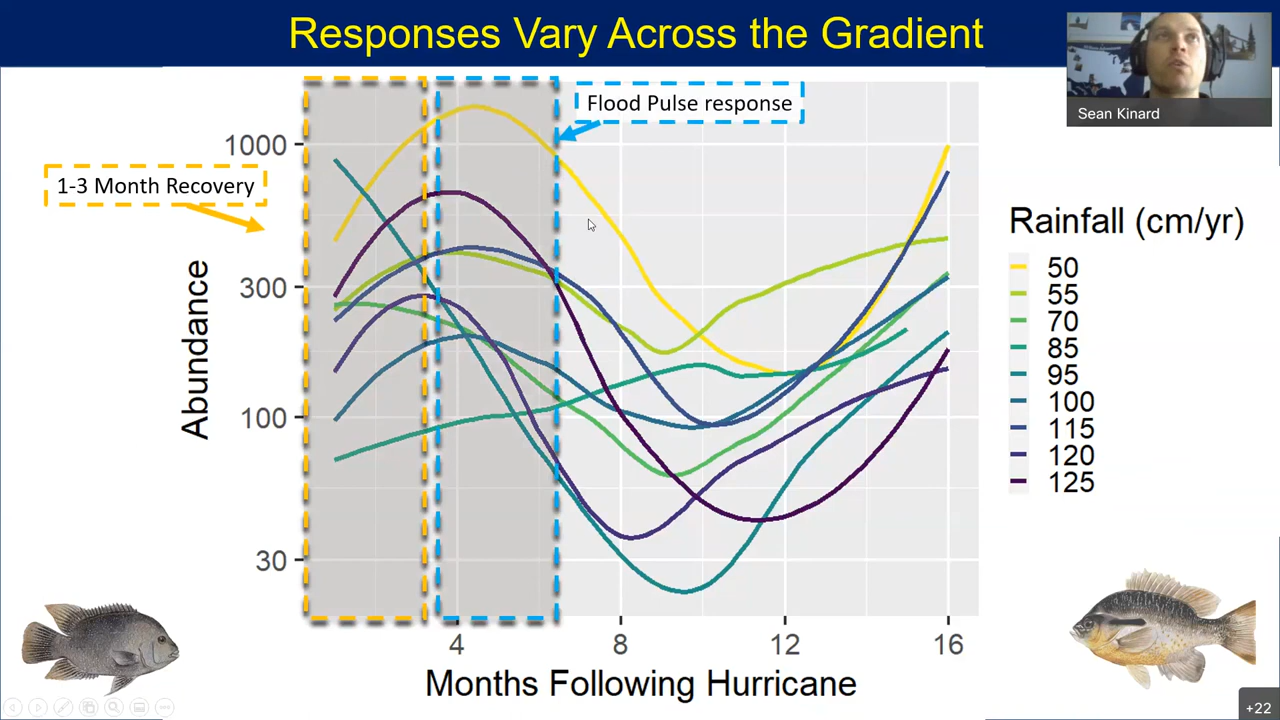 Responses Vary Across the Gradient
Sean Kinard
Flood Pulse response
1-3 Month Recovery
Abundance
1000
300
100
30
4
8
12
16
Months Following Hurricane
Rainfall (cm/yr)
50
55
70
85
95
100
115
120
125
+22